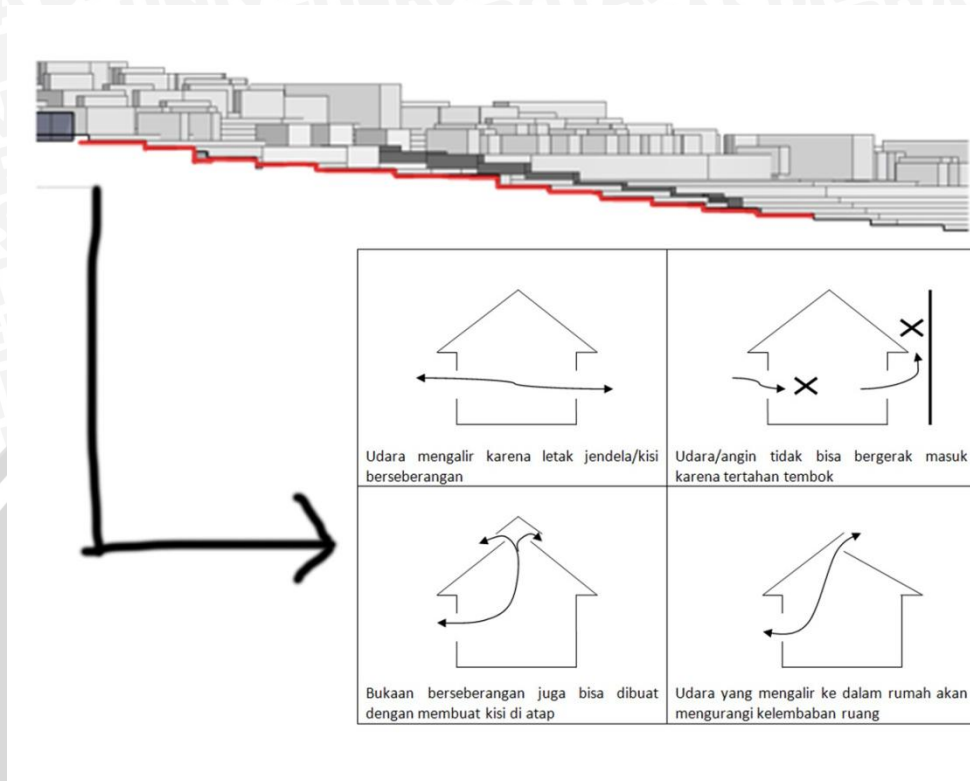 Udara mengalir karena letak jendela/kisi
berseberangan
Udara/angin tidak bisa bergerak masuk
karena tertahan tembok
Bukaan berseberangan juga bisa dibuat
dengan membuat kisi di atap
Udara yang mengalir ke dalam rumah akan
mengurangi kelembaban ruang